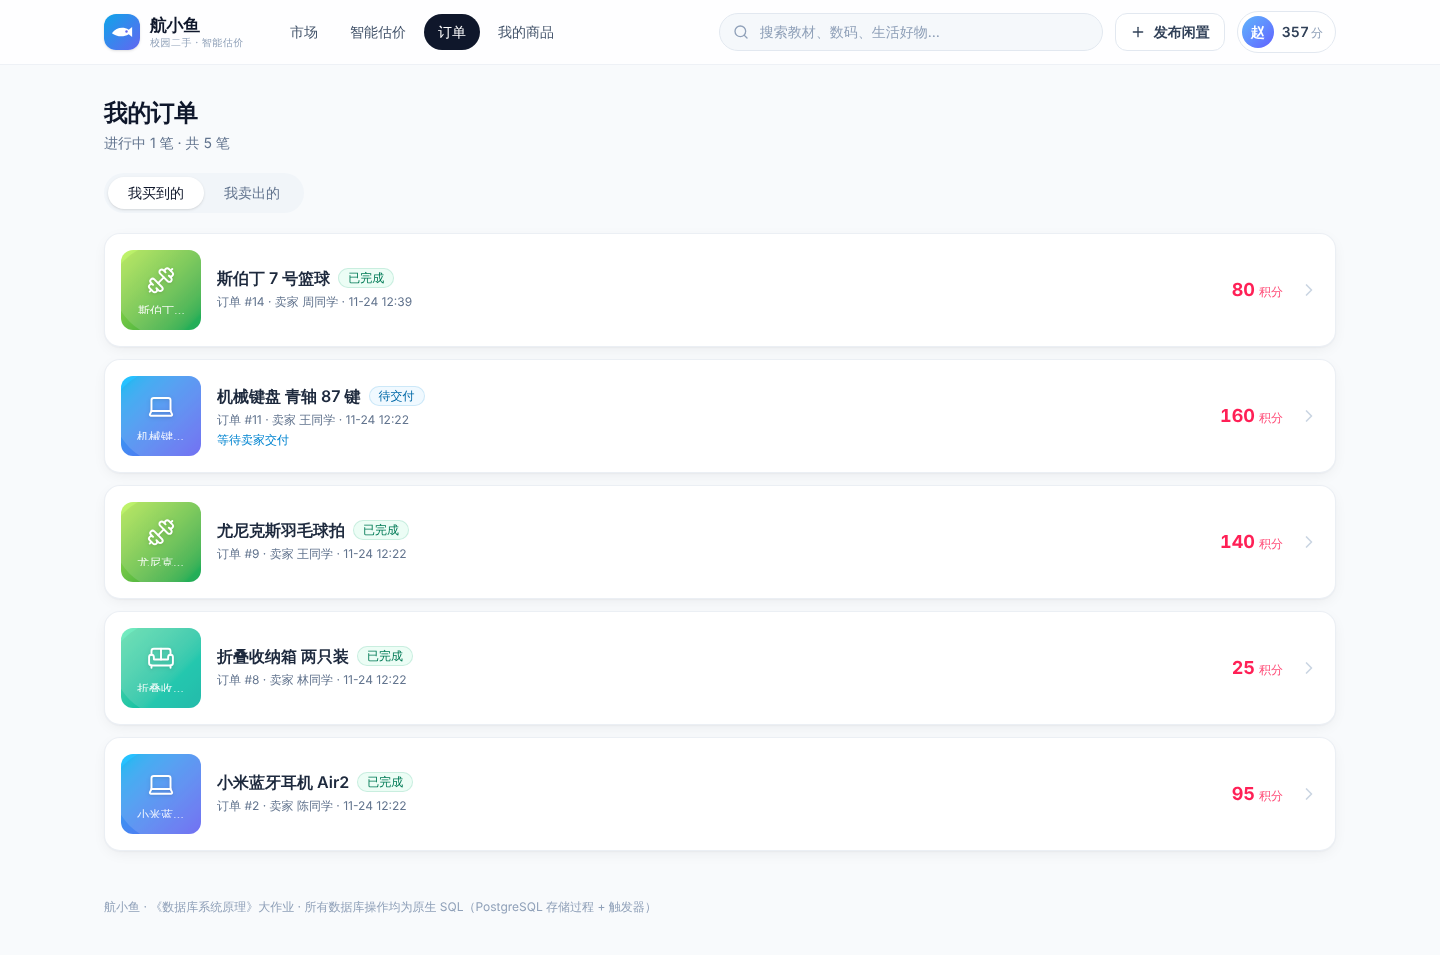 航小鱼
校园二手 · 智能估价
市场
智能估价
订单
我的商品
搜索教材、数码、生活好物...
发布闲置
赵
357分
我的订单
进行中 1 笔 · 共 5 笔
我买到的
我卖出的
斯伯丁...
斯伯丁 7 号篮球
已完成
订单 #14 · 卖家 周同学 · 11-24 12:39
80 积分
机械键...
机械键盘 青轴 87 键
待交付
订单 #11 · 卖家 王同学 · 11-24 12:22
等待卖家交付
160 积分
尤尼克...
尤尼克斯羽毛球拍
已完成
订单 #9 · 卖家 王同学 · 11-24 12:22
140 积分
折叠收...
折叠收纳箱 两只装
已完成
订单 #8 · 卖家 林同学 · 11-24 12:22
25 积分
小米蓝...
小米蓝牙耳机 Air2
已完成
订单 #2 · 卖家 陈同学 · 11-24 12:22
95 积分
航小鱼 · 《数据库系统原理》大作业 · 所有数据库操作均为原生 SQL（PostgreSQL 存储过程 + 触发器）